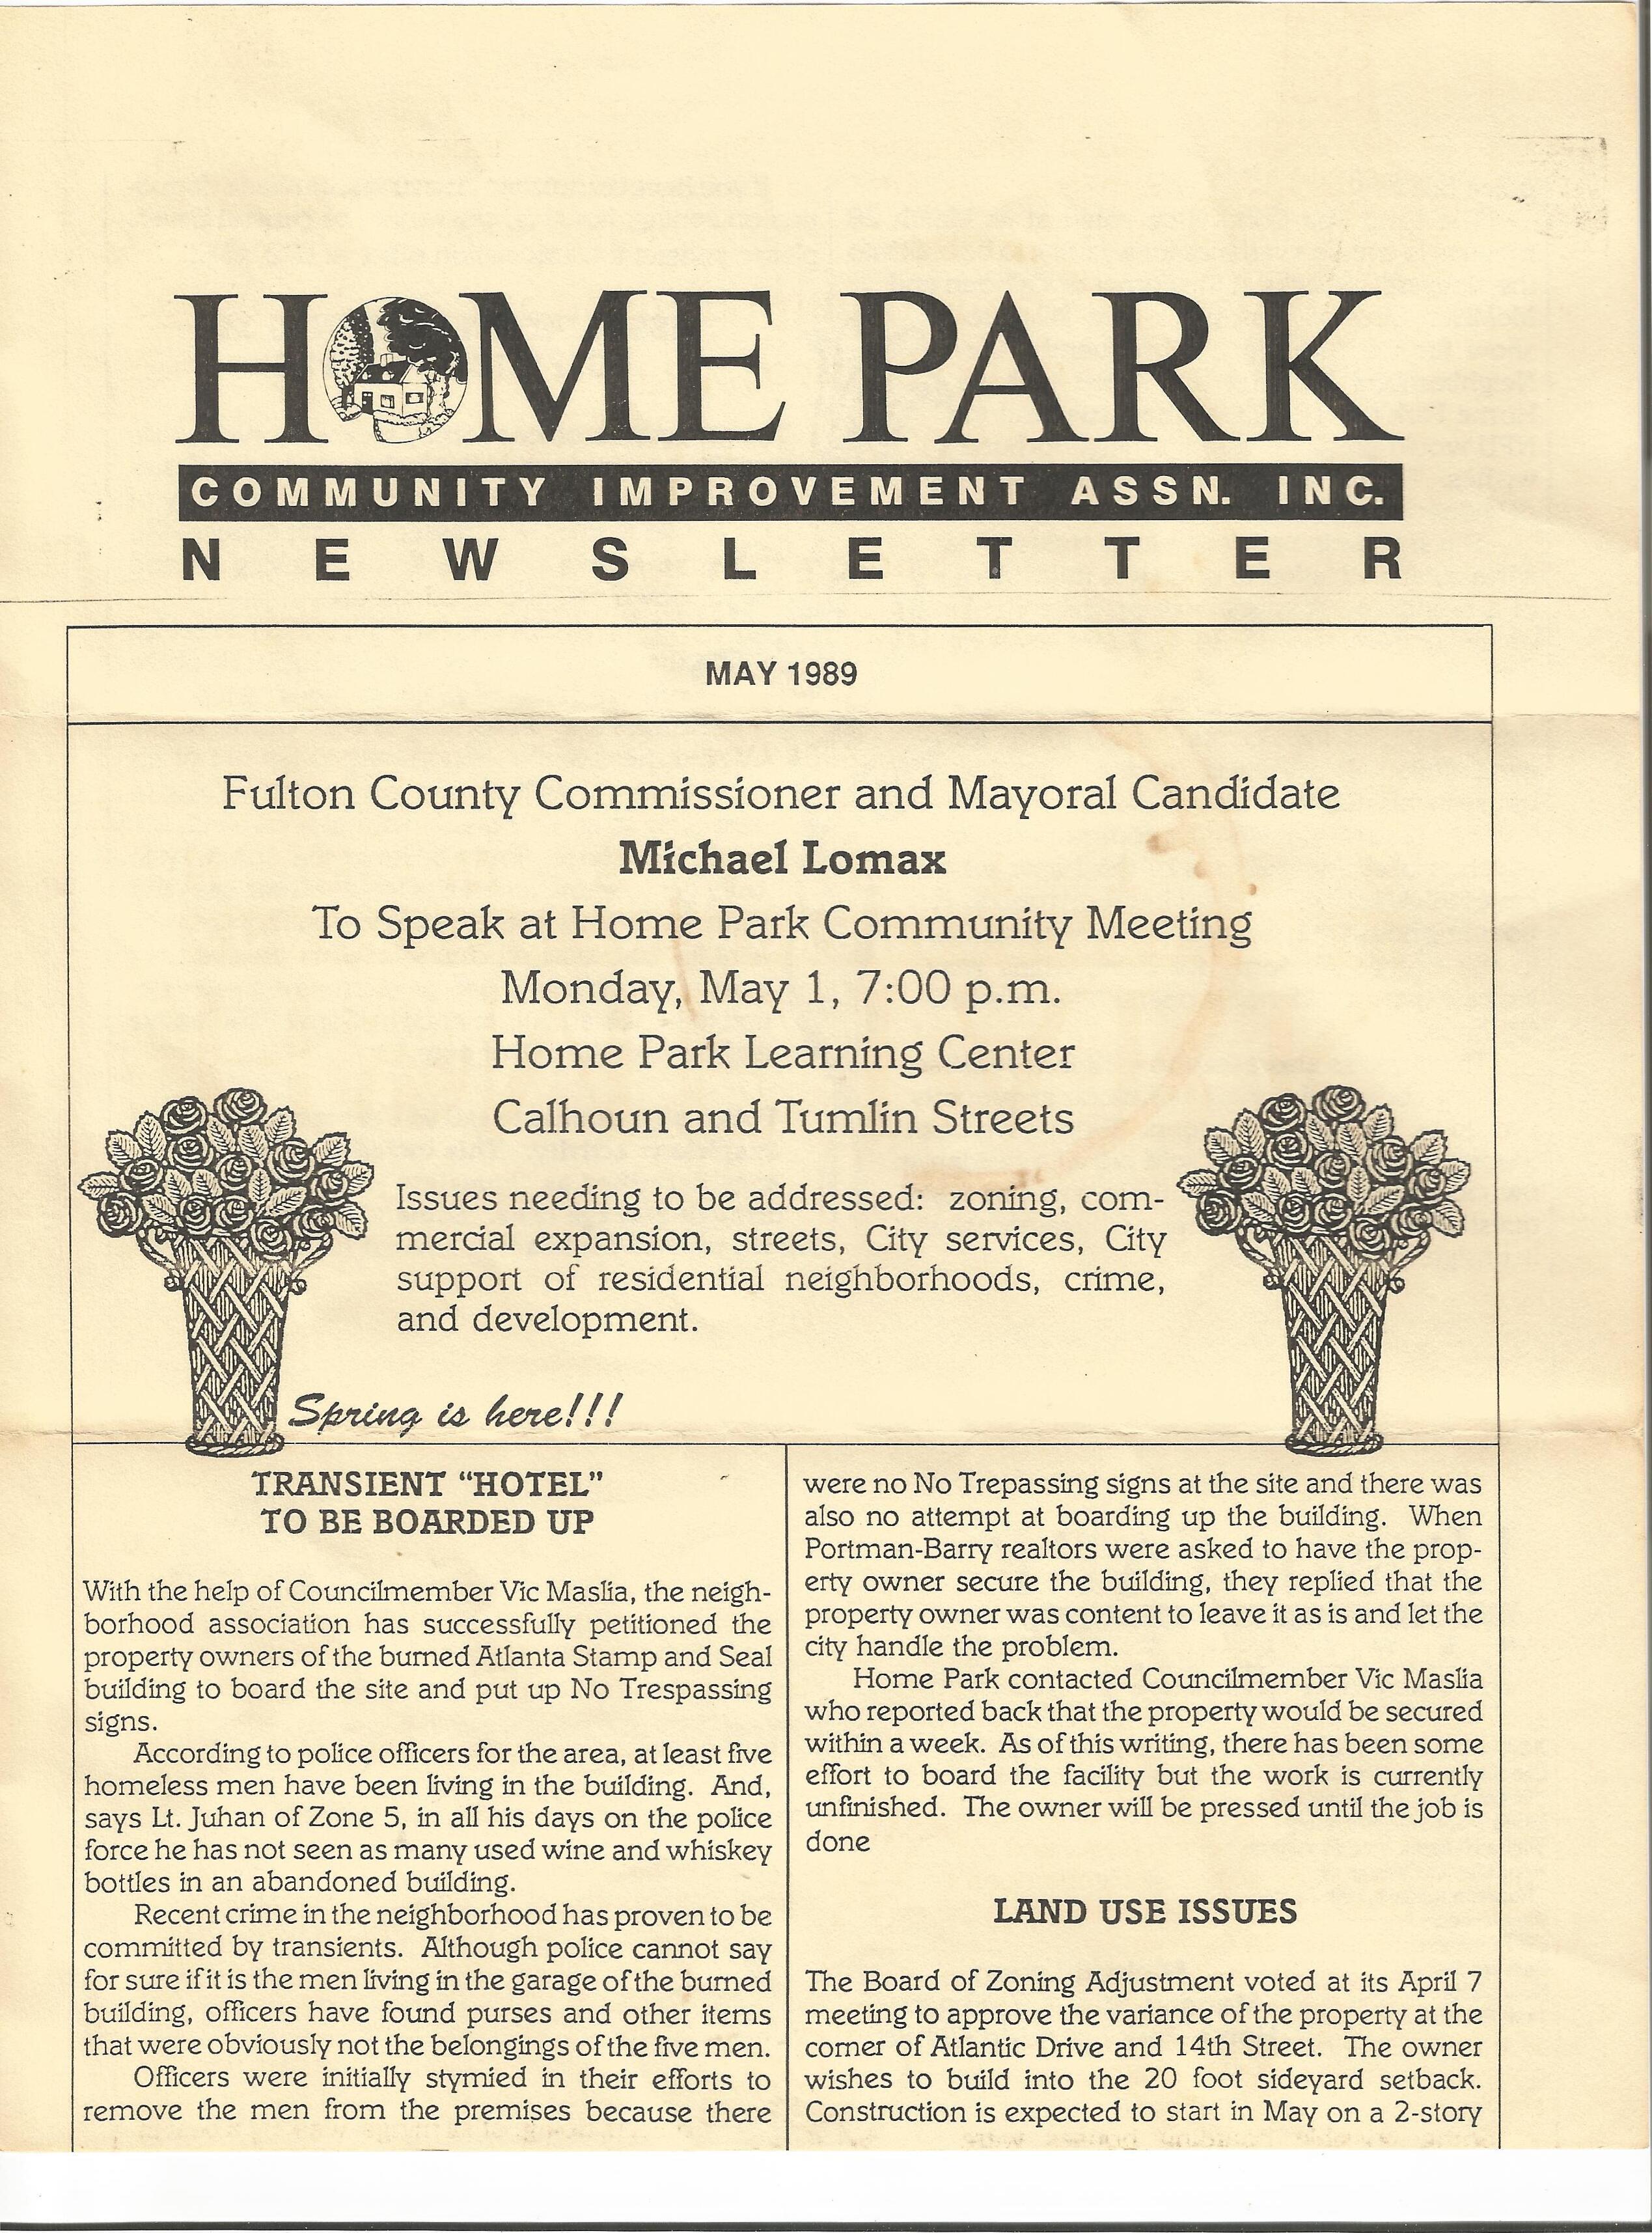 HOME PARK
COMMUNITY IMPROVEMENT ASSN. INC.
NEWSLETTER
MAY 1989
Fulton County Commissioner and Mayoral Candidate
Michael Lomax
To Speak at Home Park Community Meeting
Monday, May 1, 7:00 p.m.
Home Park Learning Center
Calhoun and Tumlin Streets
Issues needing to be addressed: zoning, com-
mercial expansion, streets, City services, City
support of residential neighborhoods, crime,
and development.
Spring is here!!!
TRANSIENT “HOTEL”
TO BE BOARDED UP
With the help of Councilmember Vic Maslia, the neigh-
borhood association has successfully petitioned the
property owners of the burned Atlanta Stamp and Seal
building to board the site and put up No Trespassing
signs.
According to police officers for the area, at least five
homeless men have been living in the building. And,
says Lt. Juhan of Zone 5, in all his days on the police
force he has not seen as many used wine and whiskey
bottles in an abandoned building.
Recent crime in the neighborhood has proven to be
committed by transients. Although police cannot say
for sure if it is the men living in the garage of the burned
building, officers have found purses and other items
that were obviously not the belongings of the five men.
Officers were initially stymied in their efforts to
remove the men from the premises because there
were no No Trepassing signs at the site and there was
also no attempt at boarding up the building. When
Portman-Barry realtors were asked to have the prop-
erty owner secure the building, they replied that the
property owner was content to leave it as is and let the
city handle the problem.
Home Park contacted Councilmember Vic Maslia
who reported back that the property would be secured
within a week. As of this writing, there has been some
effort to board the facility but the work is currently
unfinished. The owner will be pressed until the job is
done
LAND USE ISSUES
The Board of Zoning Adjustment voted at its April 7
meeting to approve the variance of the property at the
corner of Atlantic Drive and 14th Street. The owner
wishes to build into the 20 foot sideyard setback.
Construction is expected to start in May on a 2-story